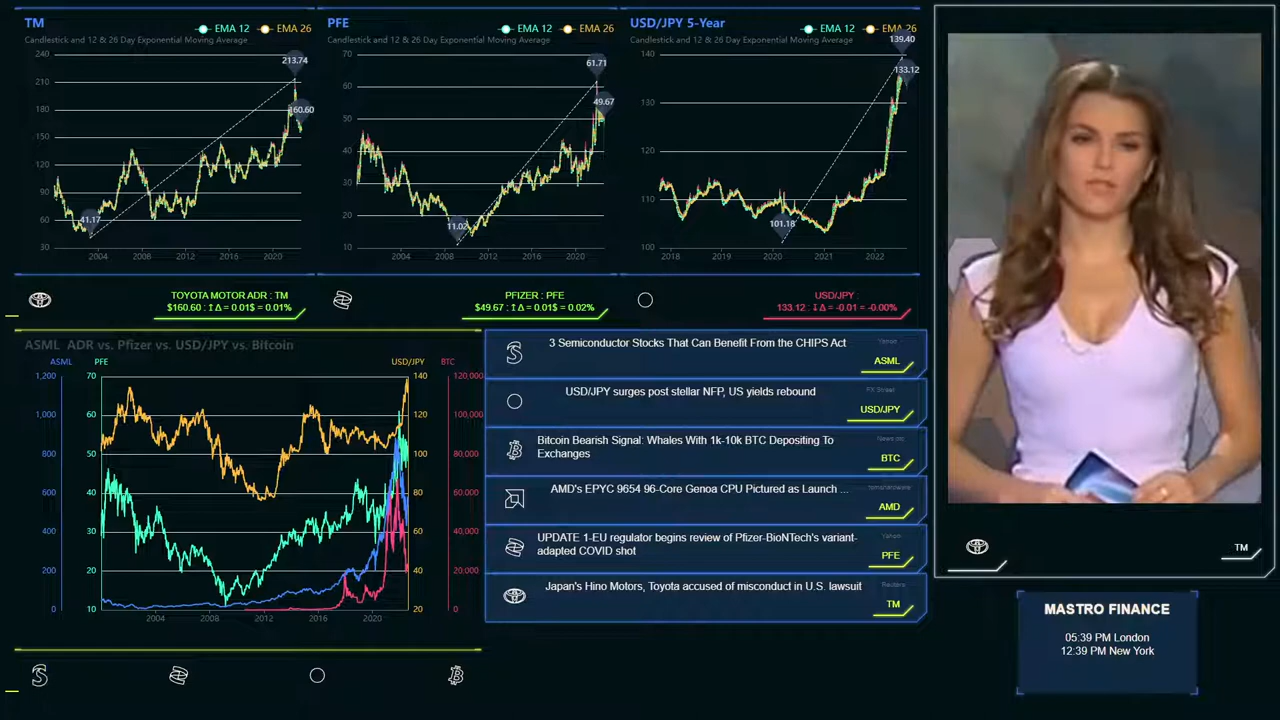 TM
EMA 12
EMA 26
Candlestick and 12 & 26 Day Exponential Moving Average
240
210
180
150
120
90
60
30
213.74
160.60
41.17
2004
2008
2012
2016
2020
PFE
EMA 12
EMA 26
Candlestick and 12 & 26 Day Exponential Moving Average
70
60
50
40
30
20
10
61.71
49.67
11.02
2004
2008
2012
2016
2020
USD/JPY 5-Year
EMA 12
EMA 26
Candlestick and 12 & 26 Day Exponential Moving Average
140
130
120
110
100
139.40
133.12
101.18
2018
2019
2020
2021
2022
TOYOTA MOTOR ADR : TM
$160.60 : 1 Δ = 0.01$ = 0.01%
PFIZER : PFE
$49.67 : 1 Δ = 0.01$ = 0.02%
USD/JPY :
133.12 : 1 Δ = -0.01 = -0.00%
ASML ADR vs. Pfizer vs. USD/JPY vs. Bitcoin
ASML
PFE
USD/JPY
BTC
1,200
1,000
800
600
400
200
0
70
60
50
40
30
20
10
140
120
100
80
60
40
20
120,000
100,000
80,000
60,000
40,000
20,000
0
2004
2008
2012
2016
2020
3 Semiconductor Stocks That Can Benefit From the CHIPS Act
Yahoo
ASML
USD/JPY surges post stellar NFP, US yields rebound
FX Street
USD/JPY
Bitcoin Bearish Signal: Whales With 1k-10k BTC Depositing To
Exchanges
BTC
AMD's EPYC 9654 96-Core Genoa CPU Pictured as Launch ...
tomshardware
AMD
UPDATE 1-EU regulator begins review of Pfizer-BioNTech's variant-
adapted COVID shot
Yahoo
PFE
Japan's Hino Motors, Toyota accused of misconduct in U.S. lawsuit
Reuters
TM
TM
MASTRO FINANCE
05:39 PM London
12:39 PM New York